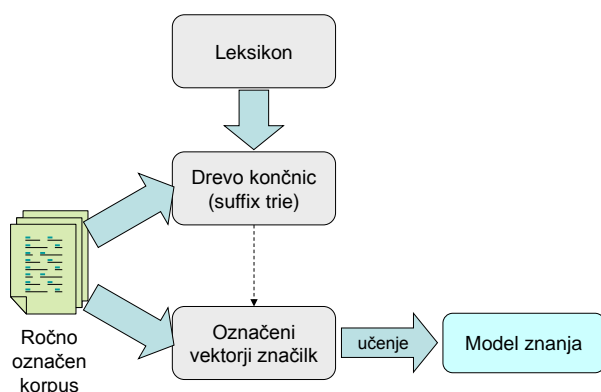 Leksikon
Drevo končnic
(suffix trie)
Ročno
označen
korpus
Označeni
vektorji značilk
učenje
Model znanja